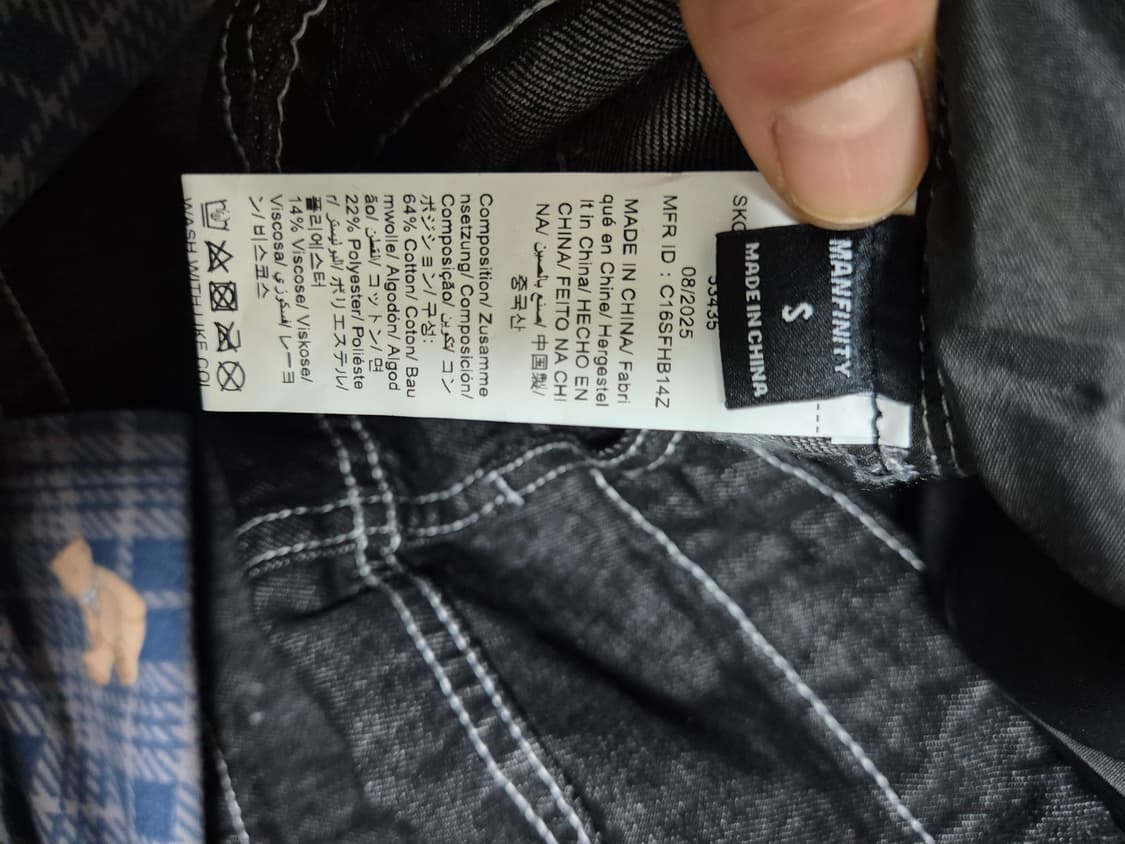 MANFINITY
S
MADE IN CHINA
MFR ID : C16SFHB14Z
08/2025
MADE IN CHINA/ Fabri
qué en Chine/ Hergestel
lt in China/ HECHO EN
CHINA/ FEITO NA CHI
NA/ صنع بالصين/ 中国製/
중국산
Composition/ Zusamme
nsetzung/ Composición/
Composição/ تكوين/ コン
ポジション/ 구성:
64% Cotton/ Coton/ Bau
mwolle/ Algodón/ Algod
ão/ القطن/ コットン/ 면
22% Polyester/ Poliéste
r/ البوليستر/ ポリエステル/
폴리에스터
14% Viscose/ Viskose/
Viscosa/ فسكوزي/ レーヨ
ン/ 비스코스
WASH WITH LIKE